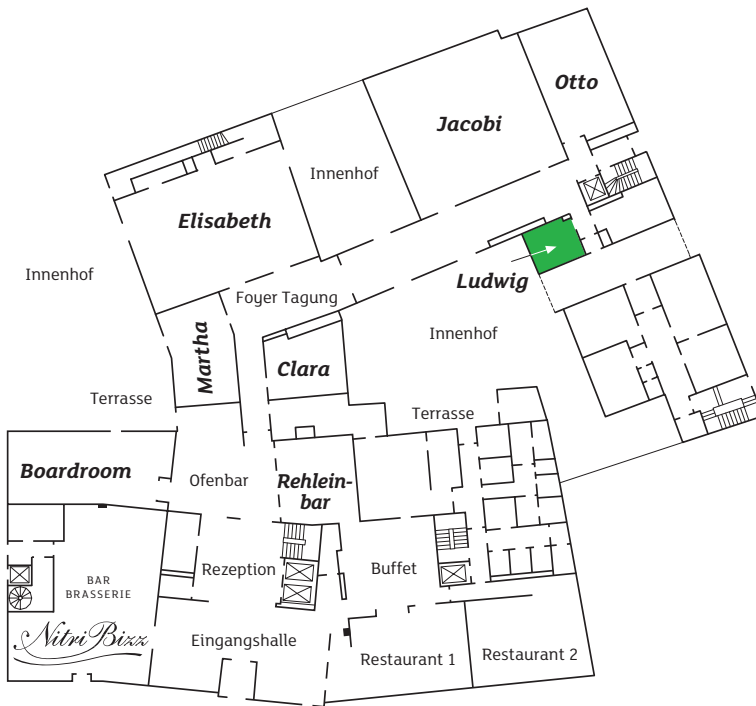 Otto
Jacobi
Innenhof
Elisabeth
Innenhof
Ludwig
Foyer Tagung
Innenhof
Martha
Clara
Terrasse
Terrasse
Boardroom
Ofenbar
Rehlein-
bar
Rezeption
Buffet
BAR
BRASSERIE
NitriBizz
Eingangshalle
Restaurant 1
Restaurant 2